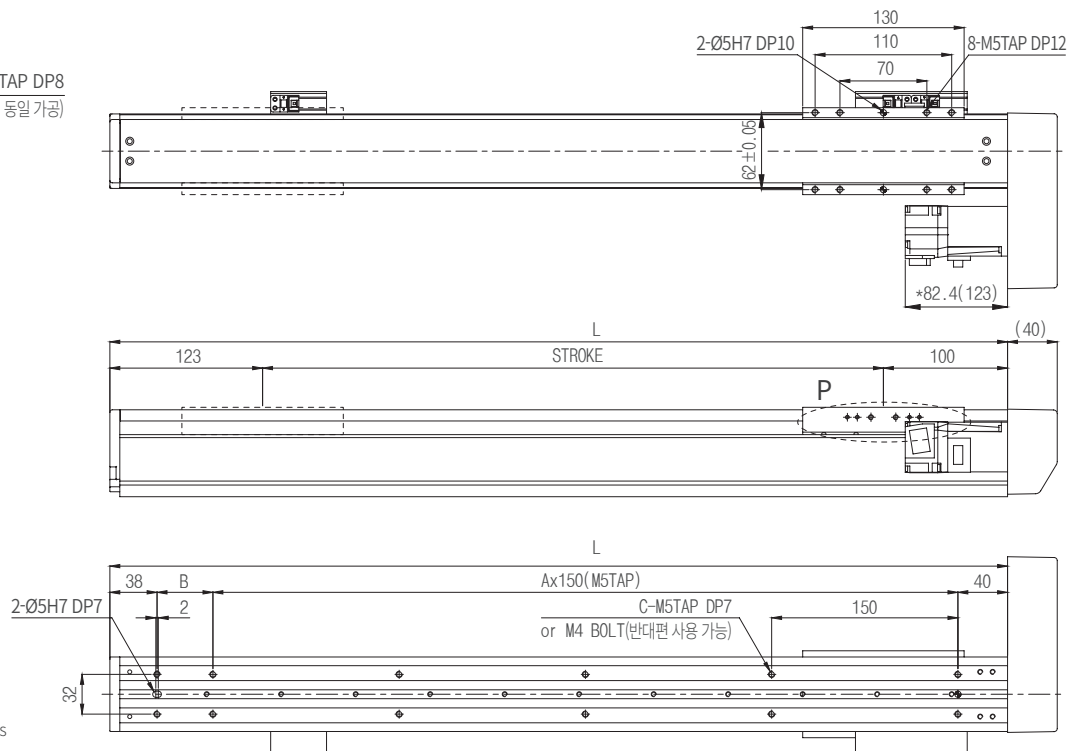 130
2-Ø5H7 DP10
110
8-M5TAP DP12
70
TAP DP8
동일 가공)
62±0.05
*82.4(123)
L
(40)
123
STROKE
100
P
L
38
B
Ax150(M5TAP)
40
2-Ø5H7 DP7
2
C-M5TAP DP7
150
or M4 BOLT(반대편 사용 가능)
32
s